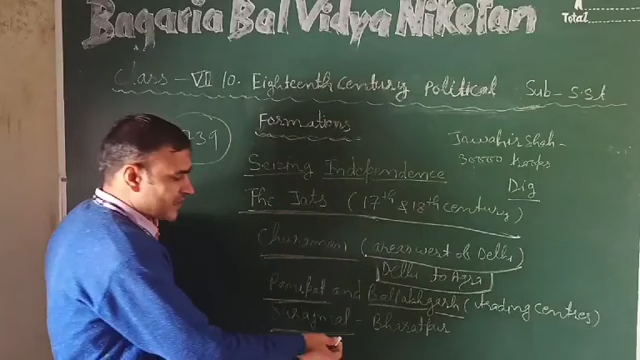 Bagaria Bal Vidya Niketan
Total
Class - VII 10. Eighteenth Century Political Sub - S.St
Formations
1739
Jawahir Shah -
30000 troops
Seizing Independence
Dig
The Jats (17th & 18th century)
Churaman (areas west of Delhi)
Delhi to Agra
Panipat and Ballabhgarh (trading centres)
Surajmal - Bharatpur